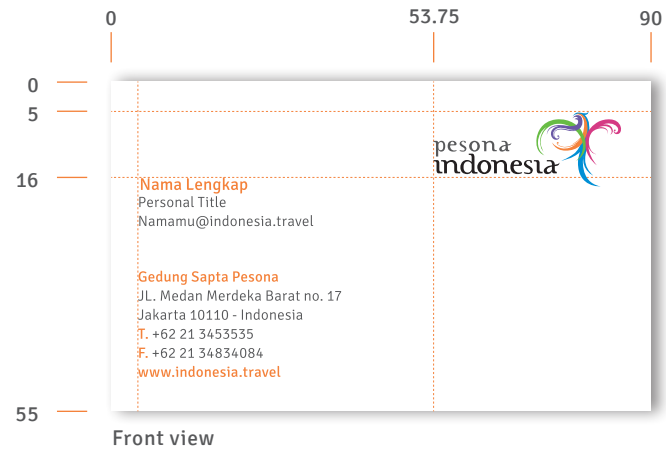 0
53.75
90
0
5
16
55
pesona
indonesia
Nama Lengkap
Personal Title
Namamu@indonesia.travel
Gedung Sapta Pesona
JL. Medan Merdeka Barat no. 17
Jakarta 10110 - Indonesia
T. +62 21 3453535
F. +62 21 34834084
www.indonesia.travel
Front view